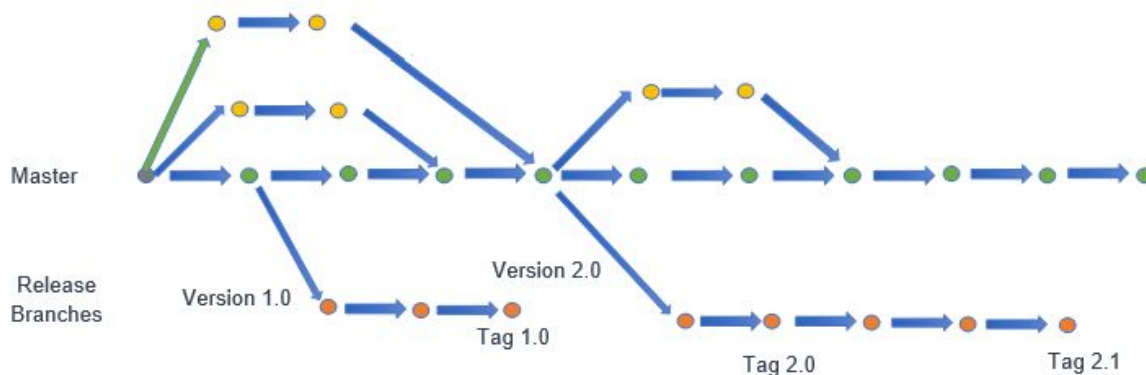 Master
Release
Branches
Version 1.0
Version 2.0
Tag 1.0
Tag 2.0
Tag 2.1